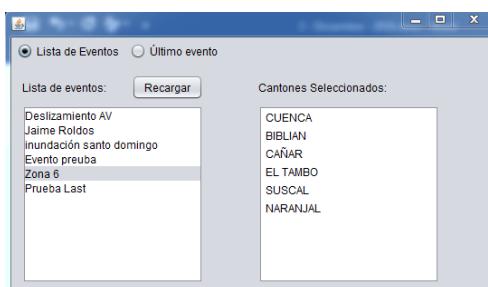 Lista de Eventos Último evento
Lista de eventos: Recargar Cantones Seleccionados:
Deslizamiento AV
Jaime Roldos
inundación santo domingo
Evento preuba
Zona 6
Prueba Last
CUENCA
BIBLIAN
CAÑAR
EL TAMBO
SUSCAL
NARANJAL